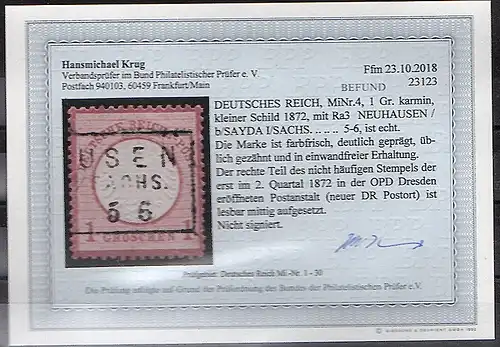 Hansmichael Krug
Verbandsprüfer im Bund Philatelistischer Prüfer e. V.
Postfach 940103, 60459 Frankfurt/Main
Ffm 23.10.2018
BEFUND 23123
DEUTSCHES REICH, MiNr.4, 1 Gr. karmin,
kleiner Schild 1872, mit Ra3 NEUHAUSEN /
b/SAYDA I/SACHS. .. .. .. 5-6, ist echt.
Die Marke ist farbfrisch, deutlich geprägt, üb-
lich gezähnt und in einwandfreier Erhaltung.
Der rechte Teil des nicht häufigen Stempels der
erst im 2. Quartal 1872 in der OPD Dresden
eröffneten Postanstalt (neuer DR Postort) ist
lesbar mittig aufgesetzt.
Nicht signiert.
USEN
ACHS.
5 6
1 GROSCHEN
Prüfgebiet: Deutsches Reich Mi.-Nr. 1 - 30
Die Prüfung erfolgte auf Grund der Prüfordnung des Bundes der Philatelistischen Prüfer e.V.